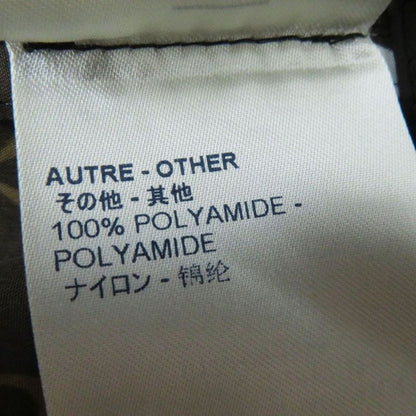 AUTRE - OTHER
その他 - 其他
100% POLYAMIDE -
POLYAMIDE
ナイロン - 锦纶